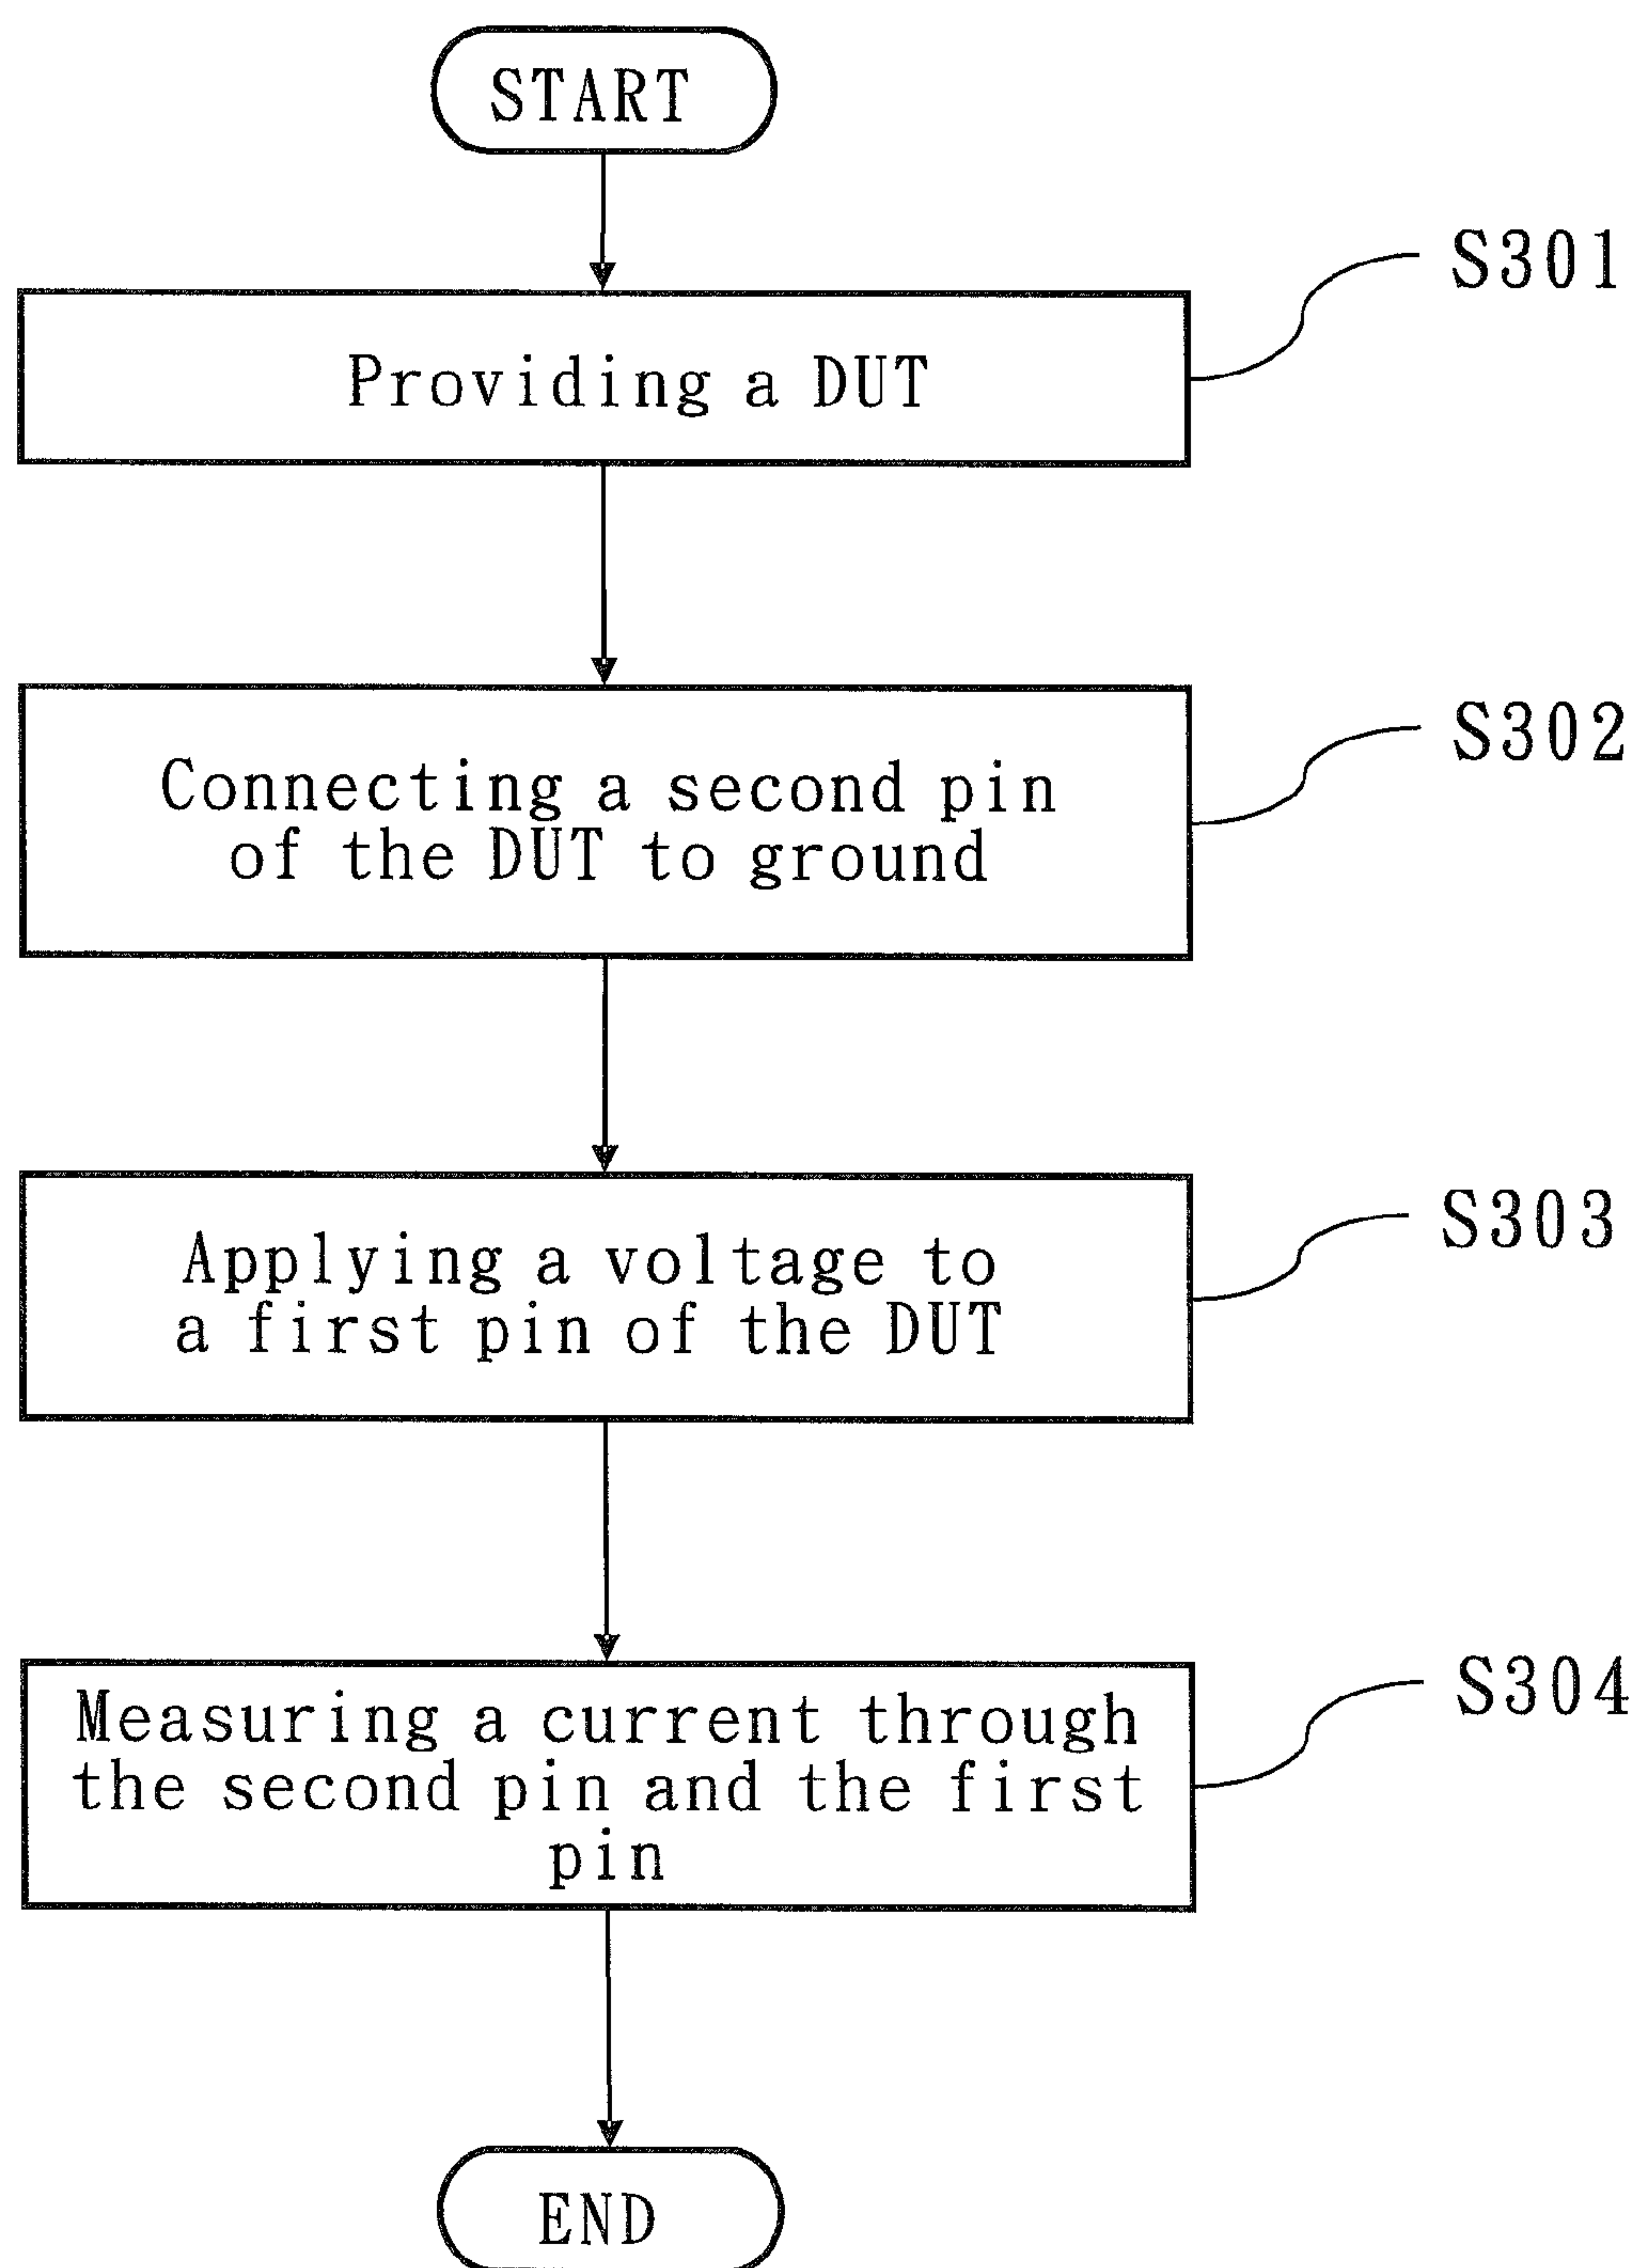 START
S301
Providing a DUT
S302
Connecting a second pin
of the DUT to ground
S303
Applying a voltage to
a first pin of the DUT
S304
Measuring a current through
the second pin and the first
pin
END